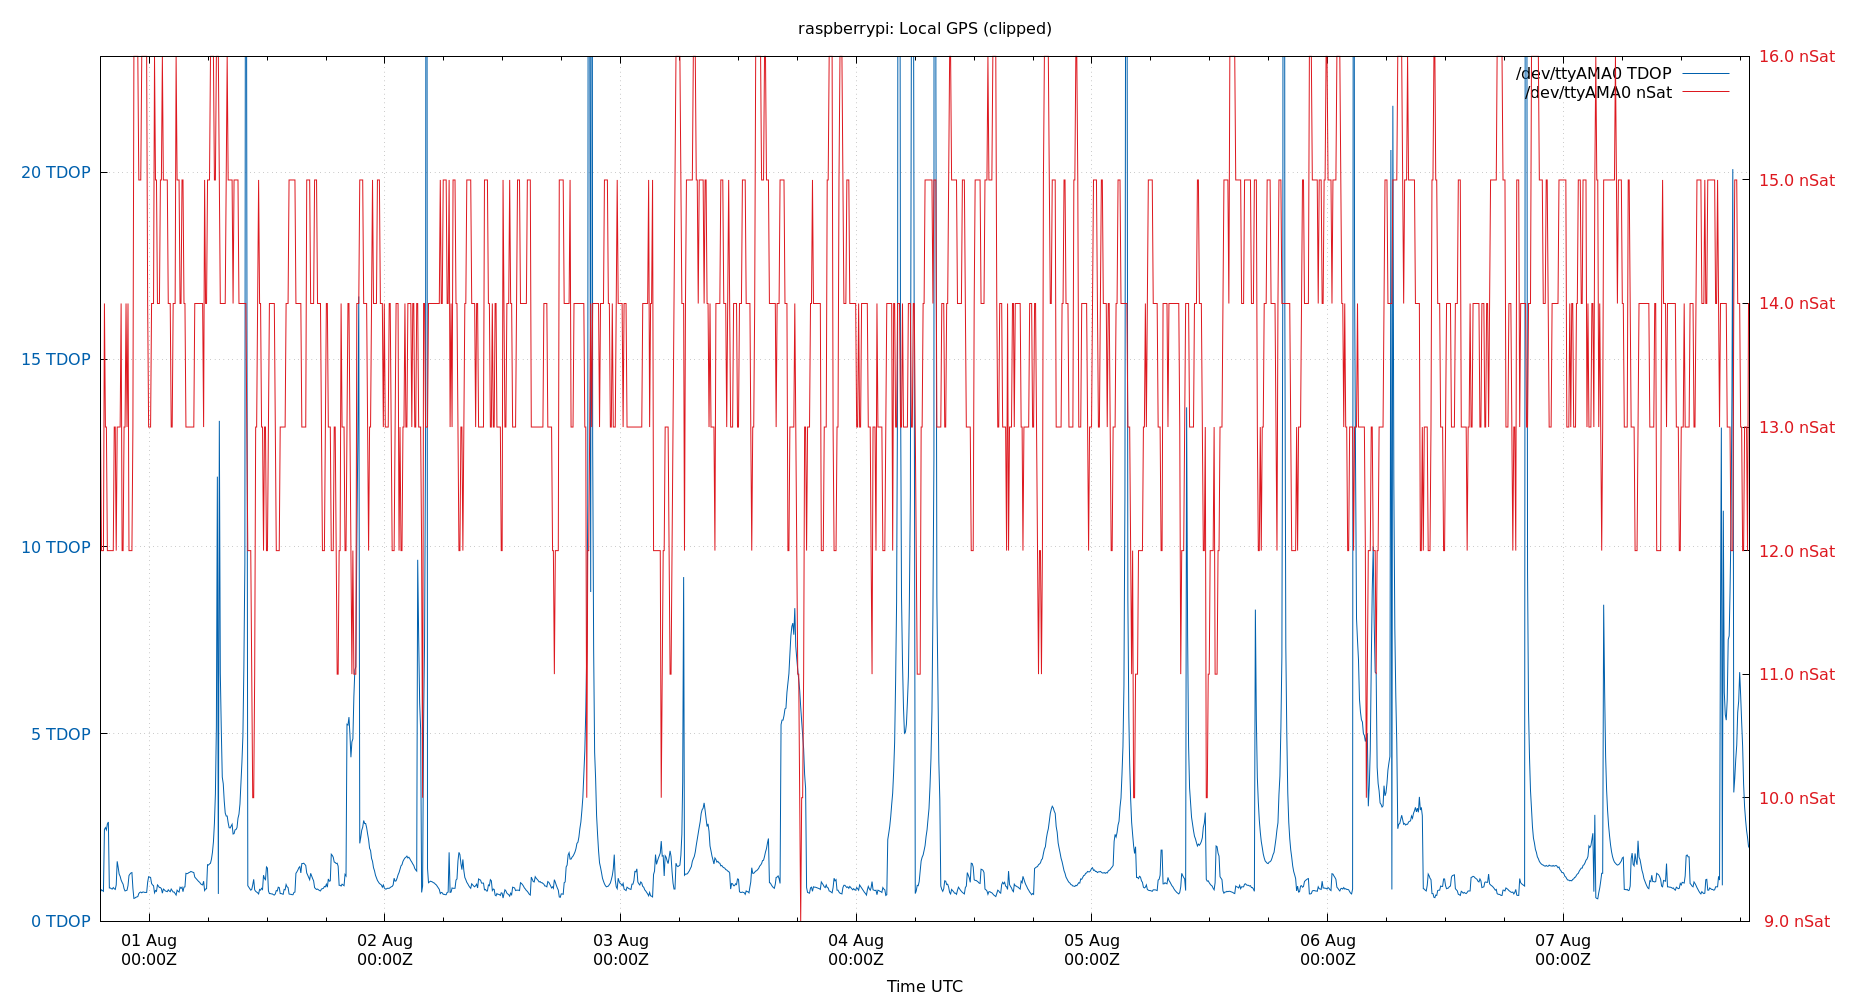 raspberrypi: Local GPS (clipped)
/dev/ttyAMA0 TDOP
/dev/ttyAMA0 nSat
20 TDOP
15 TDOP
10 TDOP
5 TDOP
0 TDOP
16.0 nSat
15.0 nSat
14.0 nSat
13.0 nSat
12.0 nSat
11.0 nSat
10.0 nSat
9.0 nSat
01 Aug
00:00Z
02 Aug
00:00Z
03 Aug
00:00Z
04 Aug
00:00Z
05 Aug
00:00Z
06 Aug
00:00Z
07 Aug
00:00Z
Time UTC